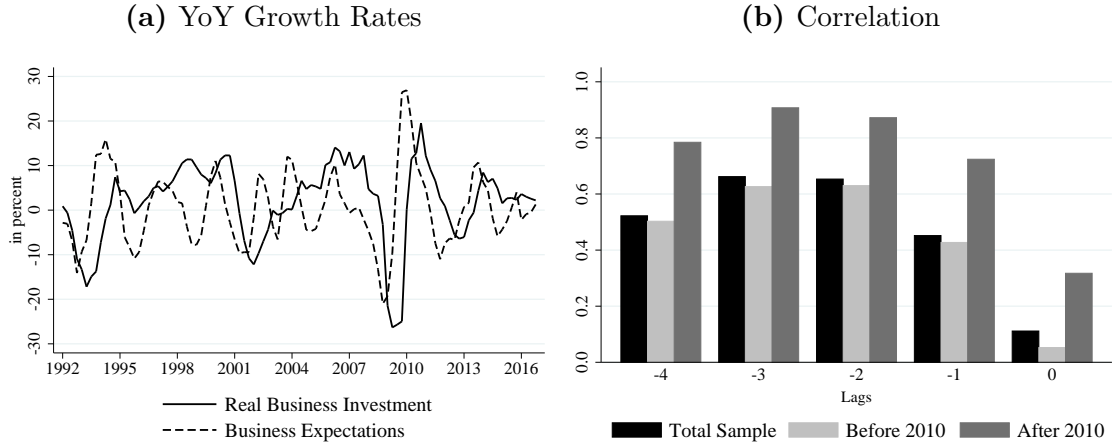 (a) YoY Growth Rates
in percent
30
20
10
0
-10
-20
-30
1992 1995 1998 2001 2004 2007 2010 2013 2016
Real Business Investment
Business Expectations
(b) Correlation
1.0
0.8
0.6
0.4
0.2
0.0
-4 -3 -2 -1 0
Lags
Total Sample Before 2010 After 2010